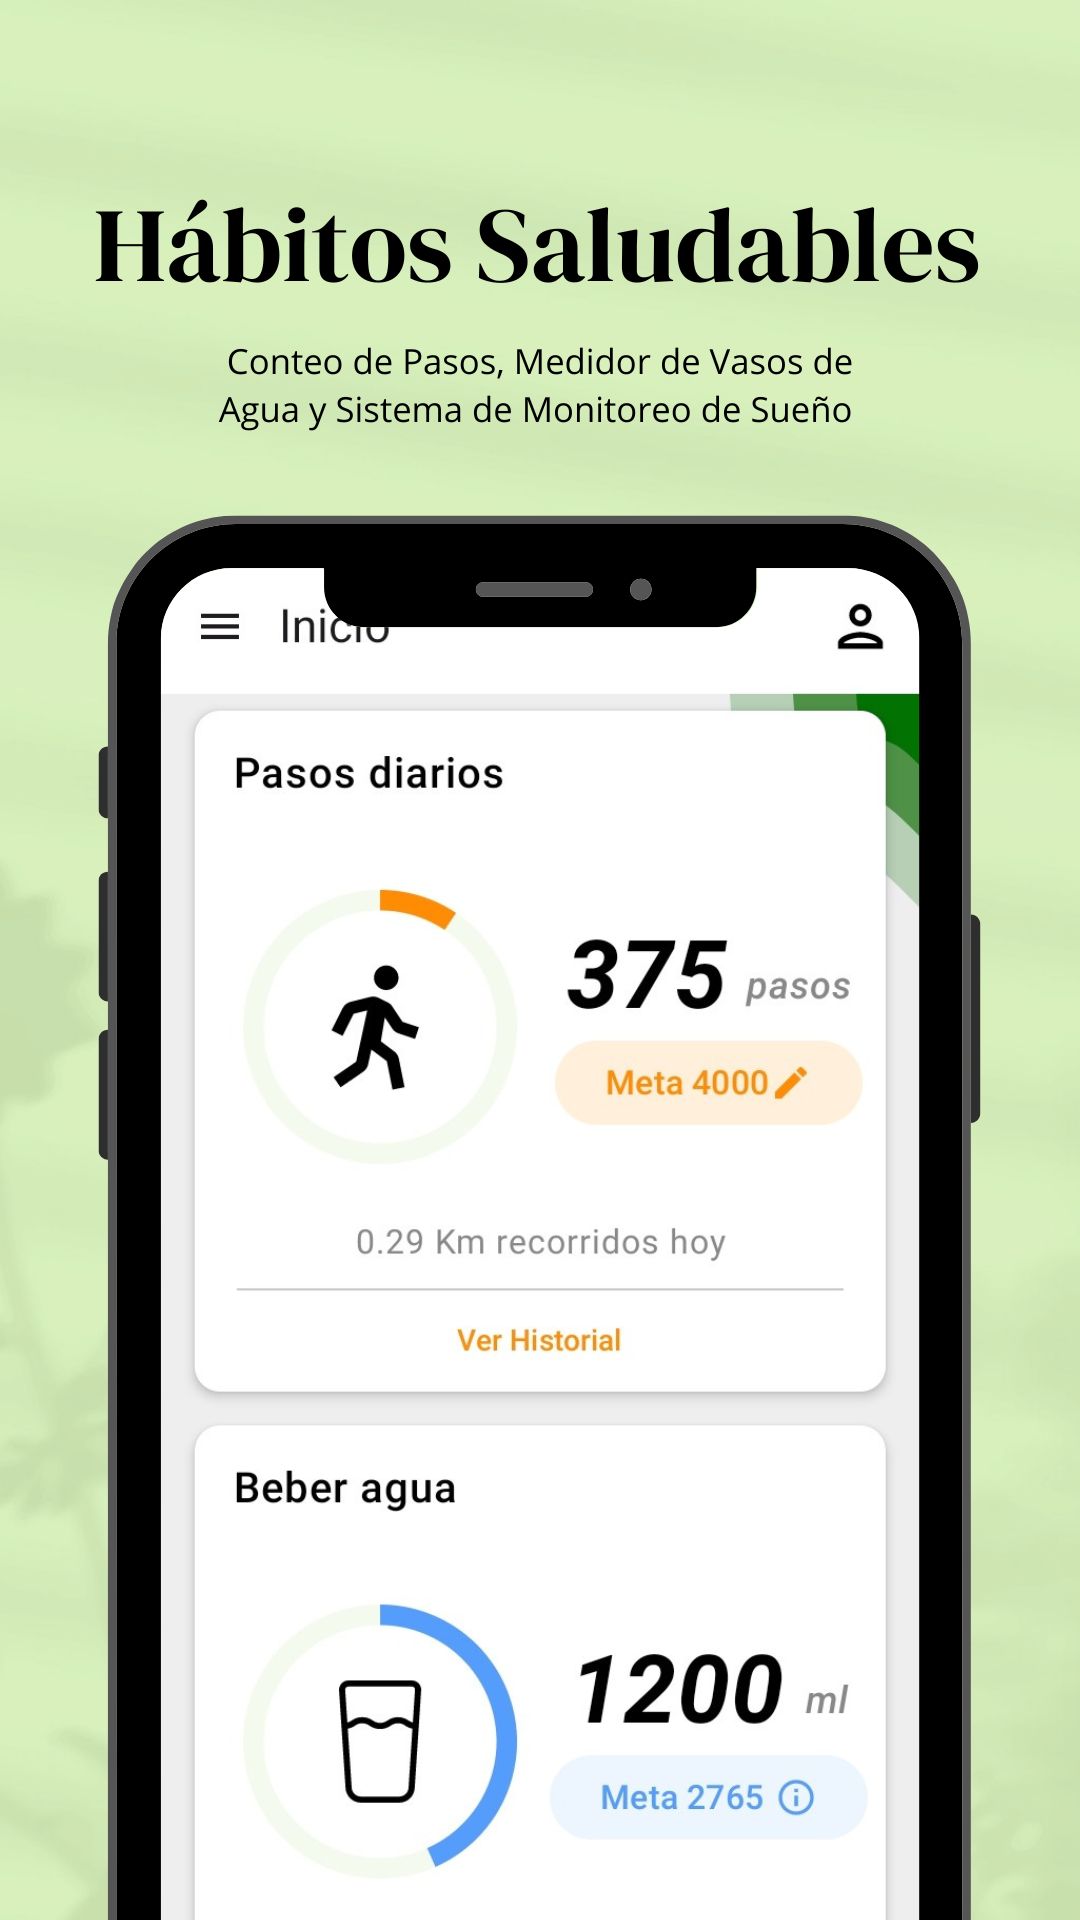 Hábitos Saludables
Conteo de Pasos, Medidor de Vasos de
Agua y Sistema de Monitoreo de Sueño
Inicio
Pasos diarios
375 pasos
Meta 4000
0.29 Km recorridos hoy
Ver Historial
Beber agua
1200 ml
Meta 2765